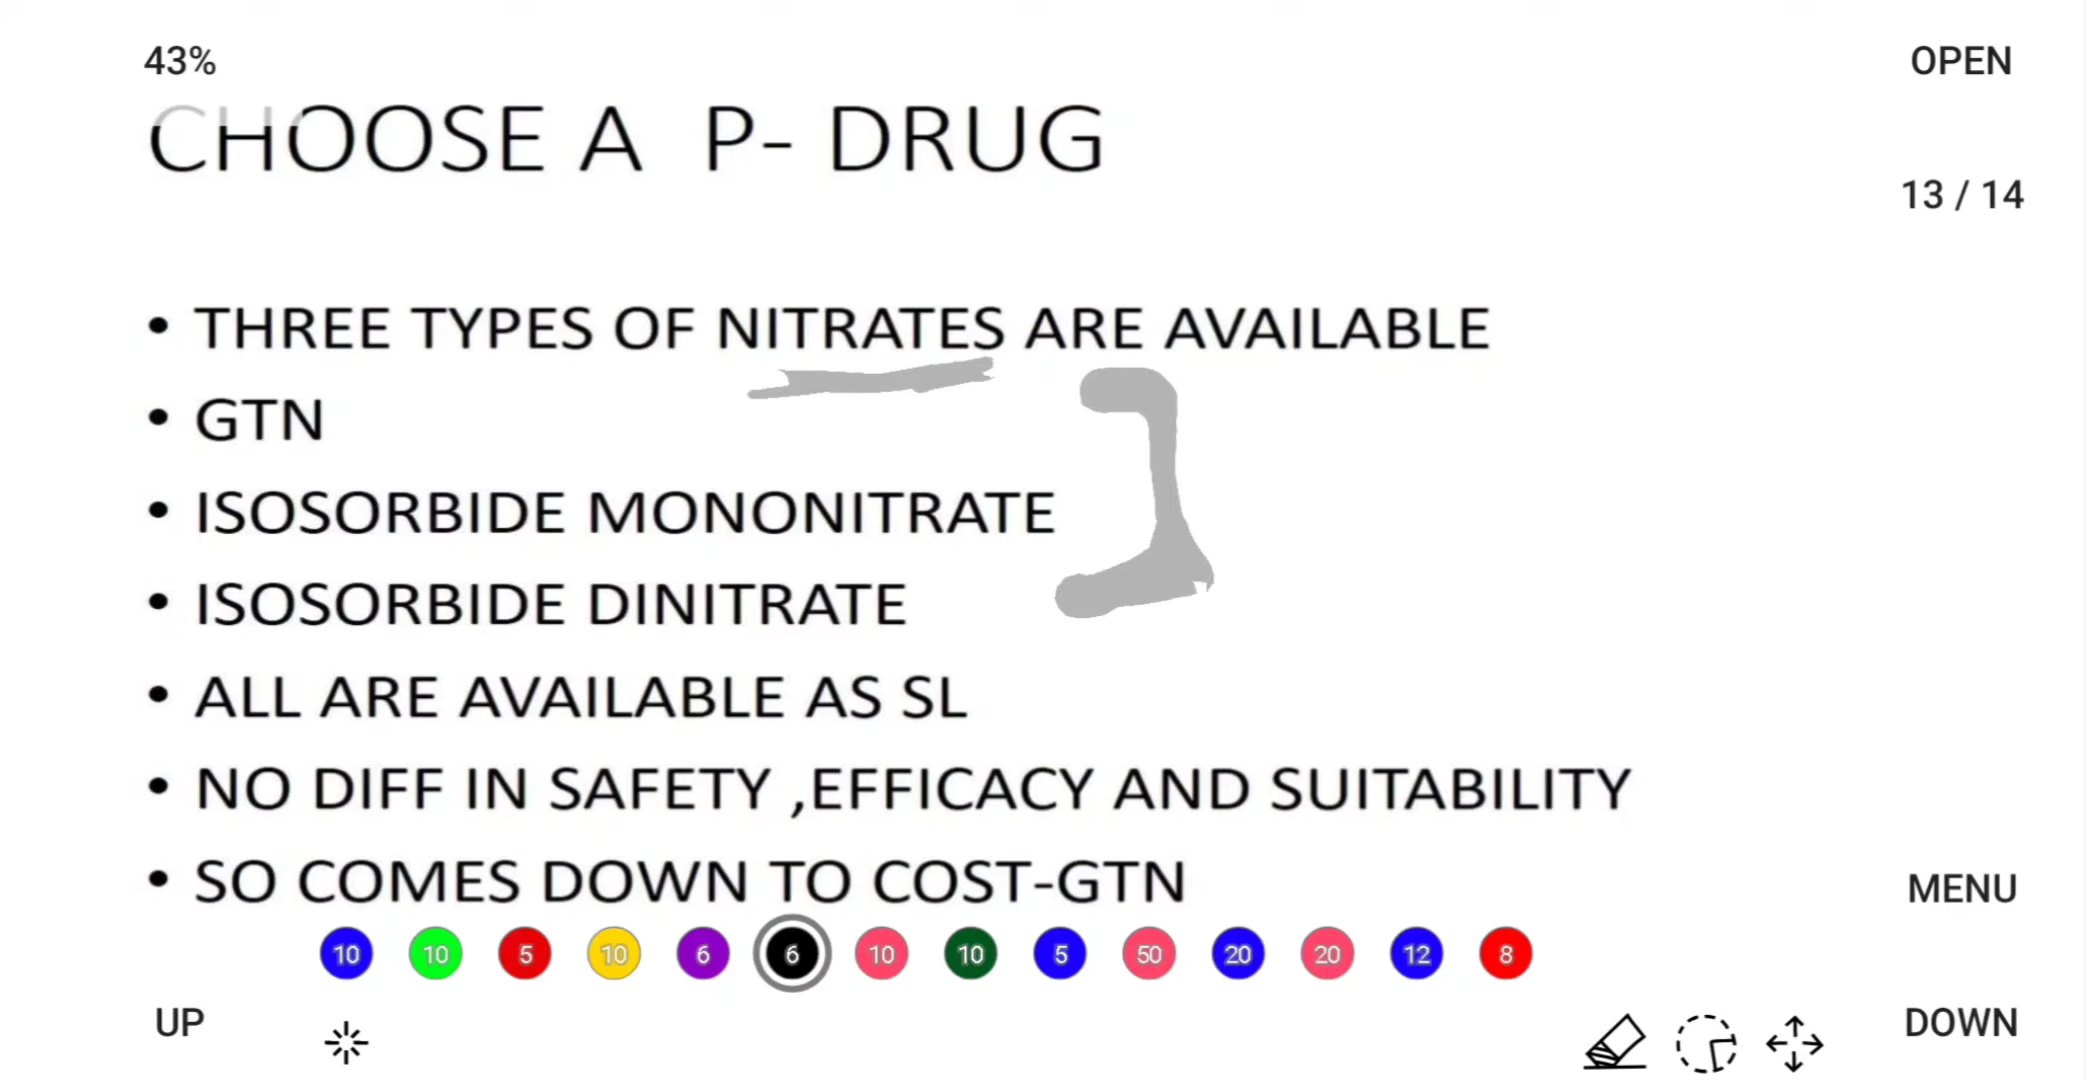 43%
OPEN
CHOOSE A P- DRUG
13 / 14
• THREE TYPES OF NITRATES ARE AVAILABLE
• GTN
• ISOSORBIDE MONONITRATE
• ISOSORBIDE DINITRATE
• ALL ARE AVAILABLE AS SL
• NO DIFF IN SAFETY ,EFFICACY AND SUITABILITY
• SO COMES DOWN TO COST-GTN
MENU
10 10 5 10 6 6 10 10 5 50 20 20 12 8
UP
DOWN